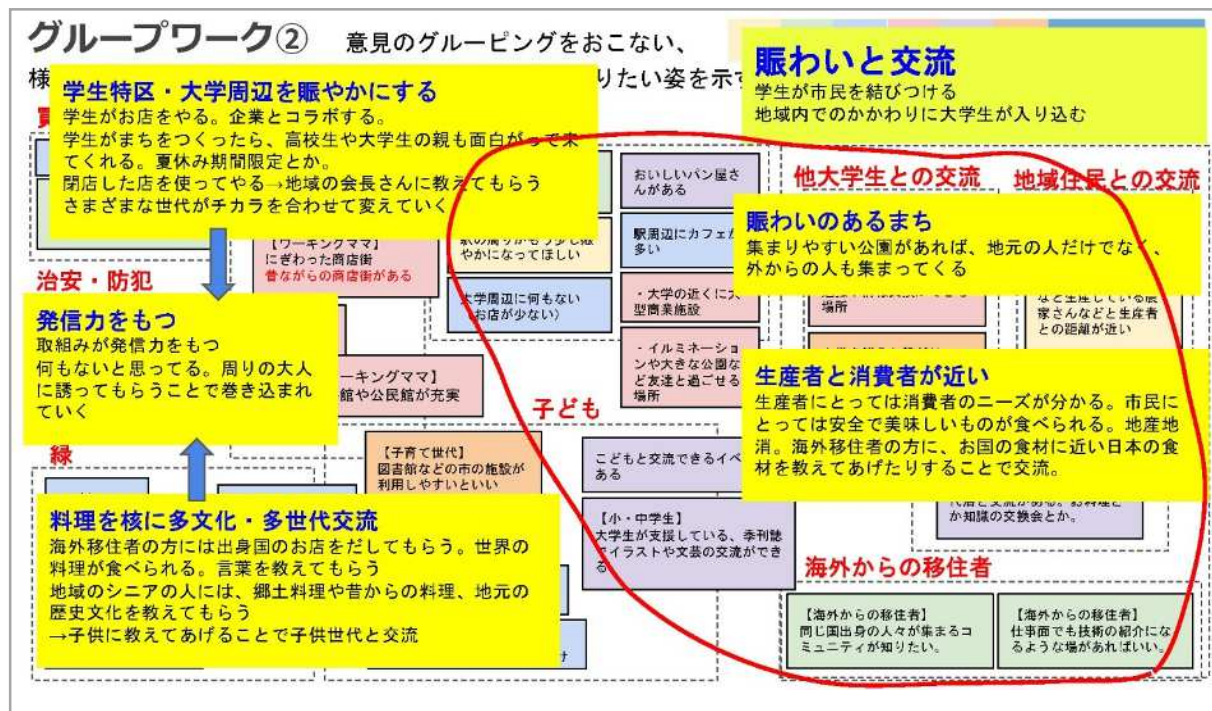 グループワーク② 意見のグルーピングをおこない、
様
りたい姿を示す
賑わいと交流
学生が市民を結びつける
地域内でのかかわりに大学生が入り込む
学生特区・大学周辺を賑やかにする
学生がお店をやる。企業とコラボする。
学生がまちをつくったら、高校生や大学生の親も面白がって来
てくれる。夏休み期間限定とか。
閉店した店を使ってやる→地域の会長さんに教えてもらう
さまざまな世代がチカラを合わせて変えていく
おいしいパン屋さ
んがある
駅周辺にカフェが
多い
・大学の近くに大
型商業施設
・イルミネーショ
ンや大きな公園な
ど友達と過ごせる
場所
【ワーキングママ】
にぎわった商店街
昔ながらの商店街がある
やかになってほしい
大学周辺に何もない
（お店が少ない）
他大学生との交流
地域住民との交流
賑わいのあるまち
集まりやすい公園があれば、地元の人だけでなく、
外からの人も集まってくる
場所
など生産している農
家さんなどと生産者
との距離が近い
治安・防犯
発信力をもつ
取組みが発信力をもつ
何もないと思ってる。周りの大人
に誘ってもらうことで巻き込まれ
ていく
ーキングママ】
館や公民館が充実
生産者と消費者が近い
生産者にとっては消費者のニーズが分かる。市民に
とっては安全で美味しいものが食べられる。地産地
消。海外移住者の方に、お国の食材に近い日本の食
材を教えてあげたりすることで交流。
か知識の交換会とか。
子ども
【子育て世代】
図書館などの市の施設が
利用しやすいといい
こどもと交流できるイベ
ある
【小・中学生】
大学生が支援している、季刊誌
でイラストや文芸の交流ができ
る
緑
料理を核に多文化・多世代交流
海外移住者の方には出身国のお店をだしてもらう。世界の
料理が食べられる。言葉を教えてもらう
地域のシニアの人には、郷土料理や昔からの料理、地元の
歴史文化を教えてもらう
→子供に教えてあげることで子供世代と交流
海外からの移住者
【海外からの移住者】
同じ国出身の人々が集まるコ
ミュニティが知りたい。
【海外からの移住者】
仕事面でも技術の紹介にな
るような場があればいい。